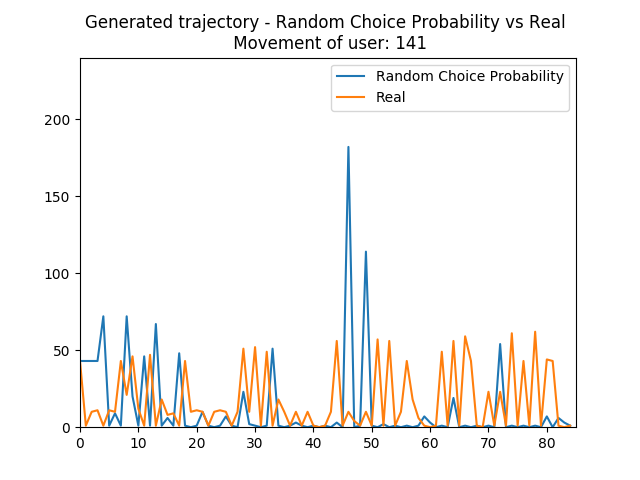 Generated trajectory - Random Choice Probability vs Real
Movement of user: 141
Random Choice Probability
Real
200
150
100
50
0
0 10 20 30 40 50 60 70 80